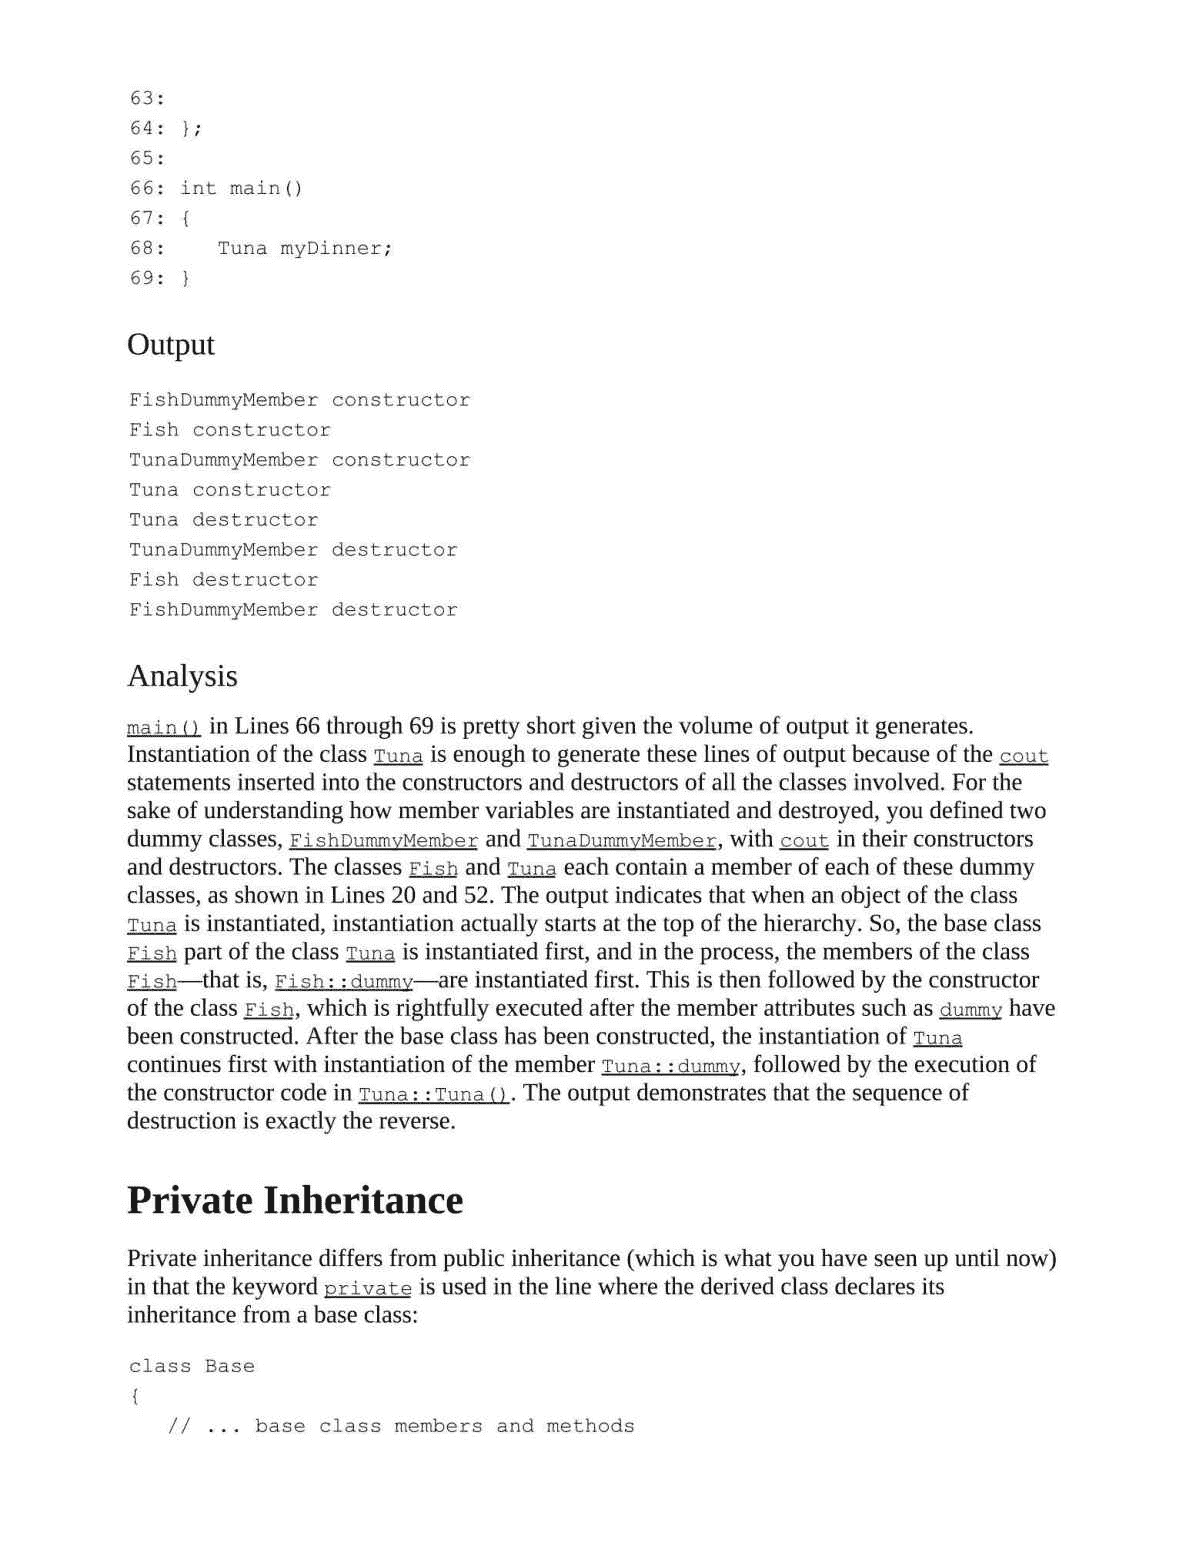 63:
64: };
65:
66: int main()
67: {
68:    Tuna myDinner;
69: }
Output
FishDummyMember constructor
Fish constructor
TunaDummyMember constructor
Tuna constructor
Tuna destructor
TunaDummyMember destructor
Fish destructor
FishDummyMember destructor
Analysis
main() in Lines 66 through 69 is pretty short given the volume of output it generates.
Instantiation of the class Tuna is enough to generate these lines of output because of the cout
statements inserted into the constructors and destructors of all the classes involved. For the
sake of understanding how member variables are instantiated and destroyed, you defined two
dummy classes, FishDummyMember and TunaDummyMember, with cout in their constructors
and destructors. The classes Fish and Tuna each contain a member of each of these dummy
classes, as shown in Lines 20 and 52. The output indicates that when an object of the class
Tuna is instantiated, instantiation actually starts at the top of the hierarchy. So, the base class
Fish part of the class Tuna is instantiated first, and in the process, the members of the class
Fish—that is, Fish::dummy—are instantiated first. This is then followed by the constructor
of the class Fish, which is rightfully executed after the member attributes such as dummy have
been constructed. After the base class has been constructed, the instantiation of Tuna
continues first with instantiation of the member Tuna::dummy, followed by the execution of
the constructor code in Tuna::Tuna(). The output demonstrates that the sequence of
destruction is exactly the reverse.
Private Inheritance
Private inheritance differs from public inheritance (which is what you have seen up until now)
in that the keyword private is used in the line where the derived class declares its
inheritance from a base class:
class Base
{
   // ... base class members and methods